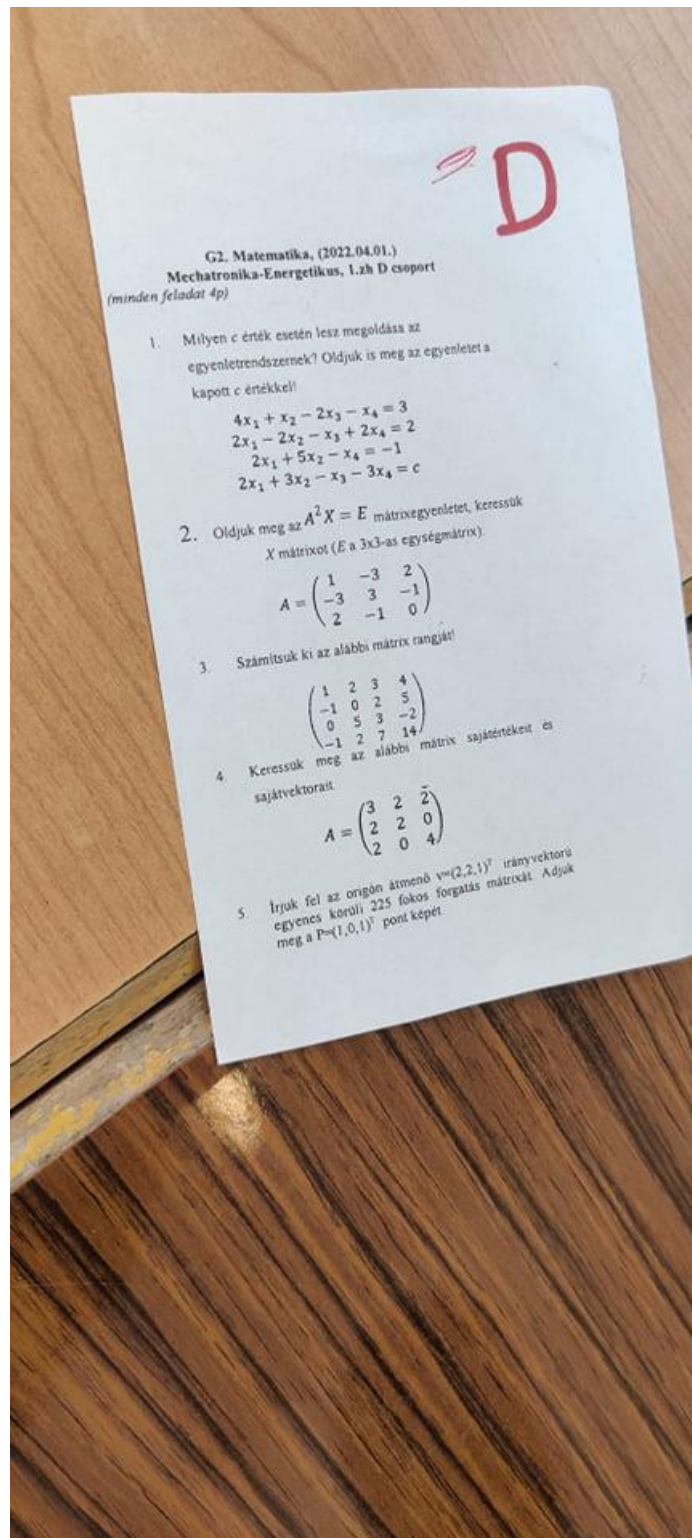 D
G2. Matematika, (2022.04.01.)
Mechatronika-Energetikus, 1.zh D csoport
(minden feladat 4p)
1. Milyen c érték esetén lesz megoldása az
egyenletrendszernek? Oldjuk is meg az egyenletet a
kapott c értékkel!
4x₁ + x₂ − 2x₃ − x₄ = 3
2x₁ − 2x₂ − x₃ + 2x₄ = 2
2x₁ + 5x₂ − x₄ = −1
2x₁ + 3x₂ − x₃ − 3x₄ = c
2. Oldjuk meg az A²X = E mátrixegyenletet, keressük
X mátrixot (E a 3x3-as egységmátrix):
1 −3 2
A = −3 3 −1
2 −1 0
3. Számítsuk ki az alábbi mátrix rangját!
1 2 3 4
−1 0 2 5
0 5 3 −2
−1 2 7 14
4. Keressük meg az alábbi mátrix sajátértékeit és
sajátvektorait.
3 2 2
A = 2 2 0
2 0 4
5. Írjuk fel az origón átmenő v=(2,2,1)ᵀ irányvektorú
egyenes körüli 225 fokos forgatás mátrixát. Adjuk
meg a P=(1,0,1)ᵀ pont képét.